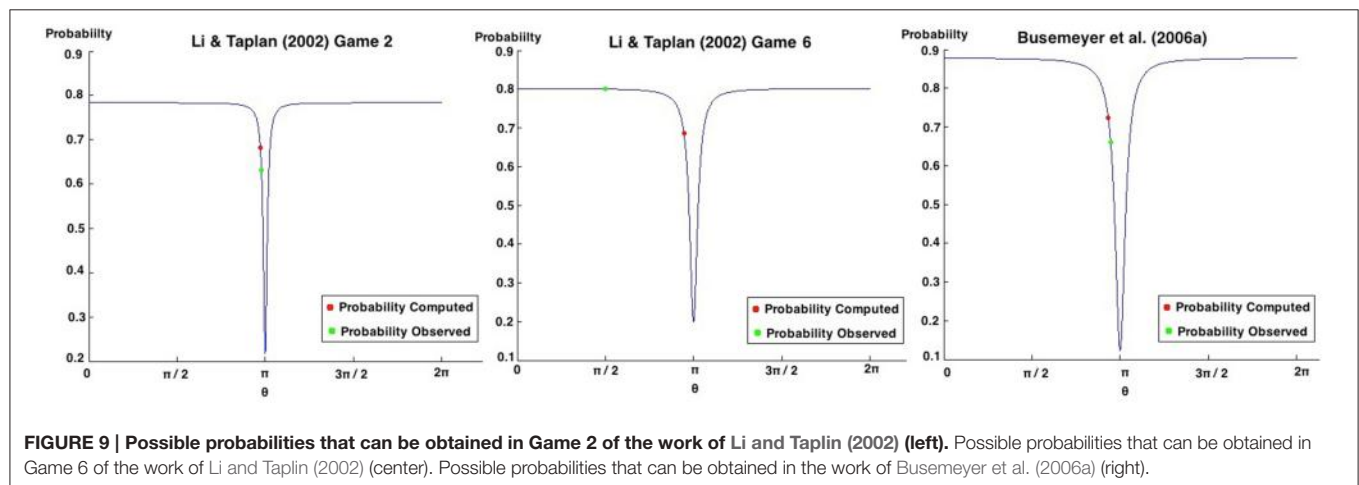 Probabiilty
Li & Taplan (2002) Game 2
0.9
0.8
0.7
0.6
0.5
0.4
0.3
0.2
Probability Computed
Probability Observed
0
π / 2
π
3π / 2
2π
θ
Probabiilty
Li & Taplan (2002) Game 6
0.9
0.8
0.7
0.6
0.5
0.4
0.3
0.2
0.1
Probability Computed
Probability Observed
0
π / 2
π
3π / 2
2π
θ
Probabiilty
Busemeyer et al. (2006a)
0.9
0.8
0.7
0.6
0.5
0.4
0.3
0.2
0.1
Probability Computed
Probability Observed
0
π / 2
π
3π / 2
2π
θ
FIGURE 9 | Possible probabilities that can be obtained in Game 2 of the work of Li and Taplin (2002) (left). Possible probabilities that can be obtained in
Game 6 of the work of Li and Taplin (2002) (center). Possible probabilities that can be obtained in the work of Busemeyer et al. (2006a) (right).